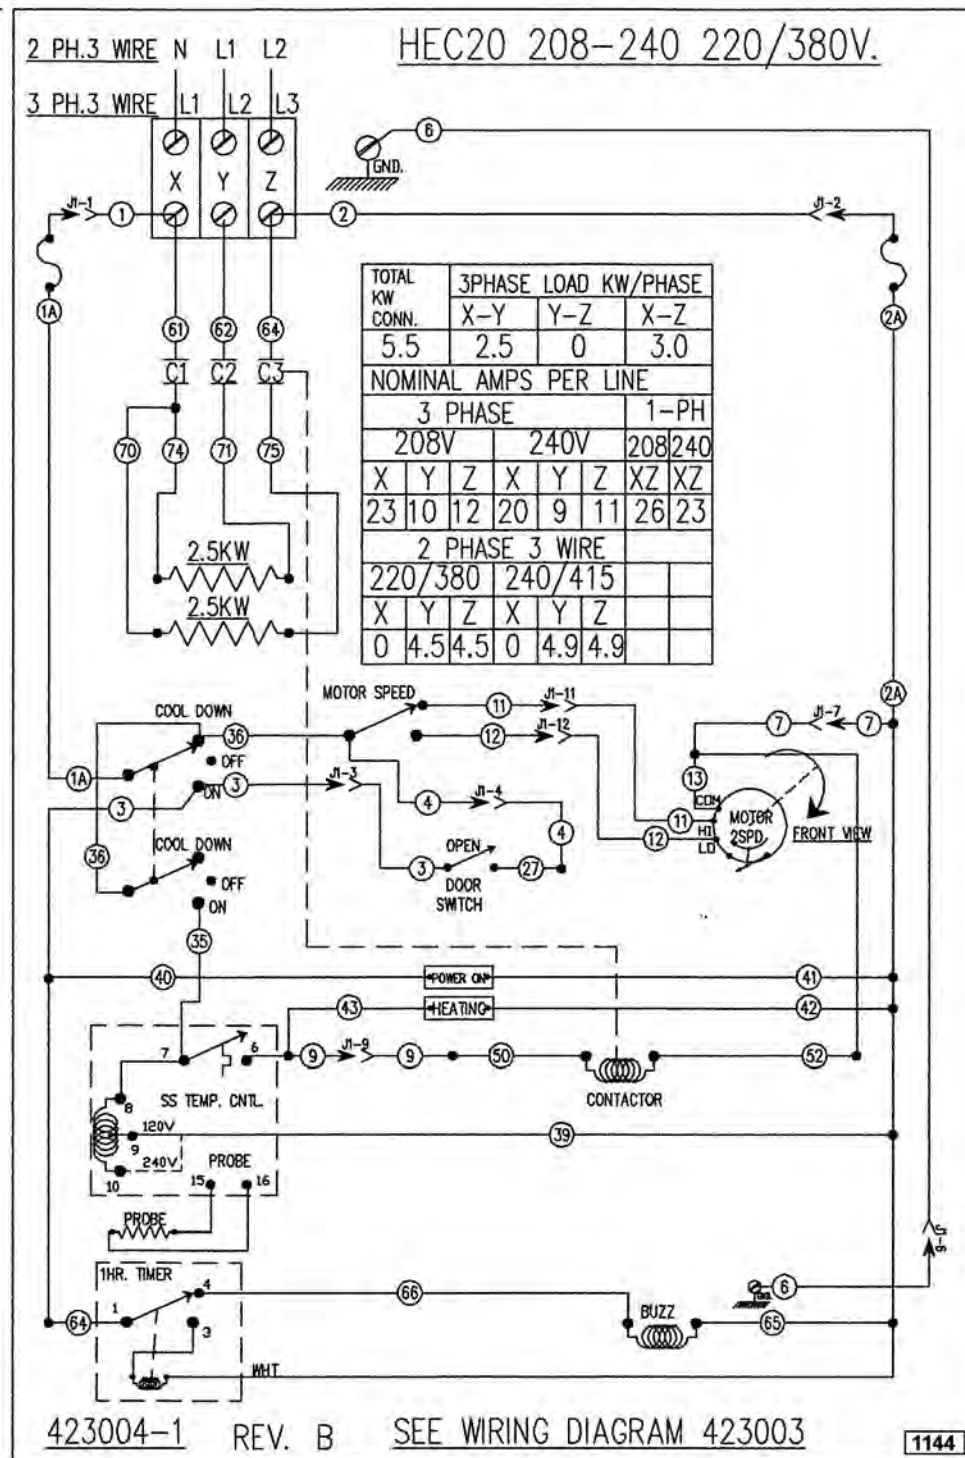 HEC20 208-240 220/380V.
2 PH.3 WIRE N L1 L2
3 PH.3 WIRE L1 L2 L3
X Y Z
GND.
6
J1-1
1
2
J1-2
1A
2A
61 62 64
C1 C2 C3
70 74 71 75
2.5KW
2.5KW
TOTAL KW CONN. 3PHASE LOAD KW/PHASE
X-Y Y-Z X-Z
5.5 2.5 0 3.0
NOMINAL AMPS PER LINE
3 PHASE 1-PH
208V 240V 208 240
X Y Z X Y Z XZ XZ
23 10 12 20 9 11 26 23
2 PHASE 3 WIRE
220/380 240/415
X Y Z X Y Z
0 4.5 4.5 0 4.9 4.9
2A
MOTOR SPEED
11 J1-11
12 J1-12
7 J1-7 7
COOL DOWN
36
OFF
1A
ON
3
3
J1-3
4 J1-4
4
13
COM
11
HI
12
LO
MOTOR
2SPD.
FRONT VIEW
36
COOL DOWN
OFF
ON
3
OPEN
27
DOOR
SWITCH
35
40
POWER ON
41
43
HEATING
42
7
6
9 J1-9 9
50
52
CONTACTOR
SS TEMP. CNTL.
8
120V
9
39
240V
10
PROBE
15 16
PROBE
J1-6
1HR. TIMER
4
66
GND.
6
64
1
3
BUZZ
65
WHT
423004-1 REV. B SEE WIRING DIAGRAM 423003
1144